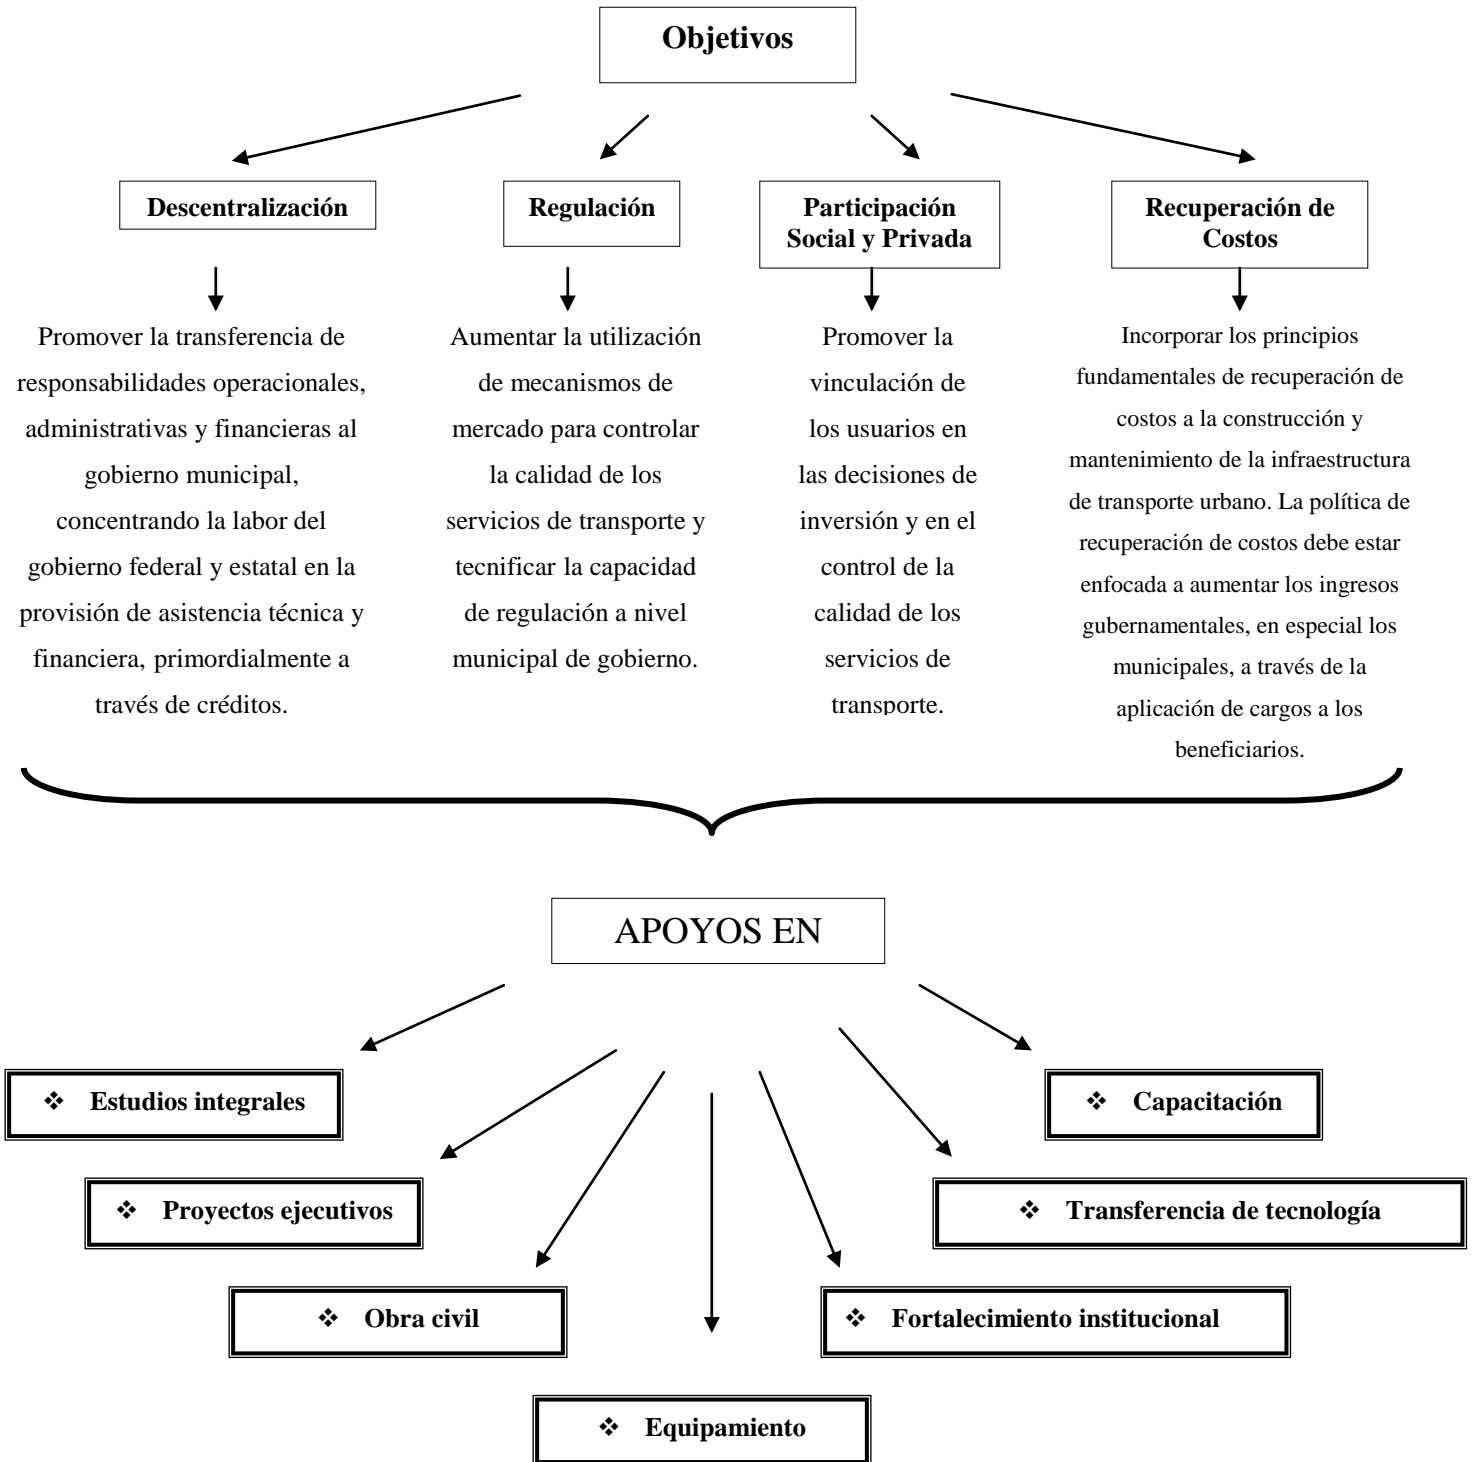 Objetivos
Descentralización
Regulación
Participación
Social y Privada
Recuperación de
Costos
Promover la transferencia de
responsabilidades operacionales,
administrativas y financieras al
gobierno municipal,
concentrando la labor del
gobierno federal y estatal en la
provisión de asistencia técnica y
financiera, primordialmente a
través de créditos.
Aumentar la utilización
de mecanismos de
mercado para controlar
la calidad de los
servicios de transporte y
tecnificar la capacidad
de regulación a nivel
municipal de gobierno.
Promover la
vinculación de
los usuarios en
las decisiones de
inversión y en el
control de la
calidad de los
servicios de
transporte.
Incorporar los principios
fundamentales de recuperación de
costos a la construcción y
mantenimiento de la infraestructura
de transporte urbano. La política de
recuperación de costos debe estar
enfocada a aumentar los ingresos
gubernamentales, en especial los
municipales, a través de la
aplicación de cargos a los
beneficiarios.
APOYOS EN
❖ Estudios integrales
❖ Capacitación
❖ Proyectos ejecutivos
❖ Transferencia de tecnología
❖ Obra civil
❖ Fortalecimiento institucional
❖ Equipamiento